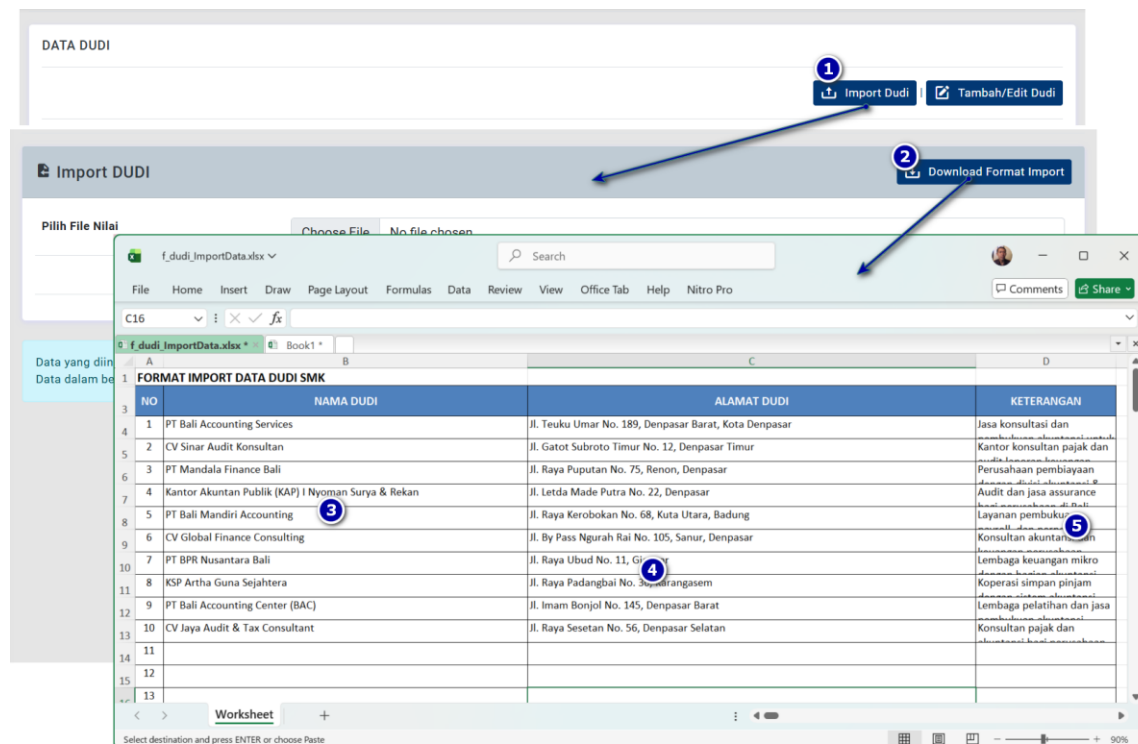 DATA DUDI
1
Import Dudi | Tambah/Edit Dudi
Import DUDI
2
Download Format Import
Pilih File Nilai
Choose File No file chosen
f_dudi_ImportData.xlsx
Search
File Home Insert Draw Page Layout Formulas Data Review View Office Tab Help Nitro Pro
Comments Share
C16 fx
f_dudi_ImportData.xlsx * Book1 *
Data yang diin
Data dalam be
A B C D
1 FORMAT IMPORT DATA DUDI SMK
3 NO NAMA DUDI ALAMAT DUDI KETERANGAN
4 1 PT Bali Accounting Services Jl. Teuku Umar No. 189, Denpasar Barat, Kota Denpasar Jasa konsultasi dan
5 2 CV Sinar Audit Konsultan Jl. Gatot Subroto Timur No. 12, Denpasar Timur Kantor konsultan pajak dan
6 3 PT Mandala Finance Bali Jl. Raya Puputan No. 75, Renon, Denpasar Perusahaan pembiayaan
7 4 Kantor Akuntan Publik (KAP) I Nyoman Surya & Rekan Jl. Letda Made Putra No. 22, Denpasar Audit dan jasa assurance
3
8 5 PT Bali Mandiri Accounting Jl. Raya Kerobokan No. 68, Kuta Utara, Badung Layanan
5
9 6 CV Global Finance Consulting Jl. By Pass Ngurah Rai No. 105, Sanur, Denpasar Konsultan
10 7 PT BPR Nusantara Bali Jl. Raya Ubud No. 11, Lembaga keuangan mikro
4
11 8 KSP Artha Guna Sejahtera Jl. Raya Padangbai No. Karangasem Koperasi simpan pinjam
12 9 PT Bali Accounting Center (BAC) Jl. Imam Bonjol No. 145, Denpasar Barat Lembaga pelatihan dan jasa
13 10 CV Jaya Audit & Tax Consultant Jl. Raya Sesetan No. 56, Denpasar Selatan Konsultan pajak dan
14 11
15 12
13
Worksheet
Select destination and press ENTER or choose Paste
90%